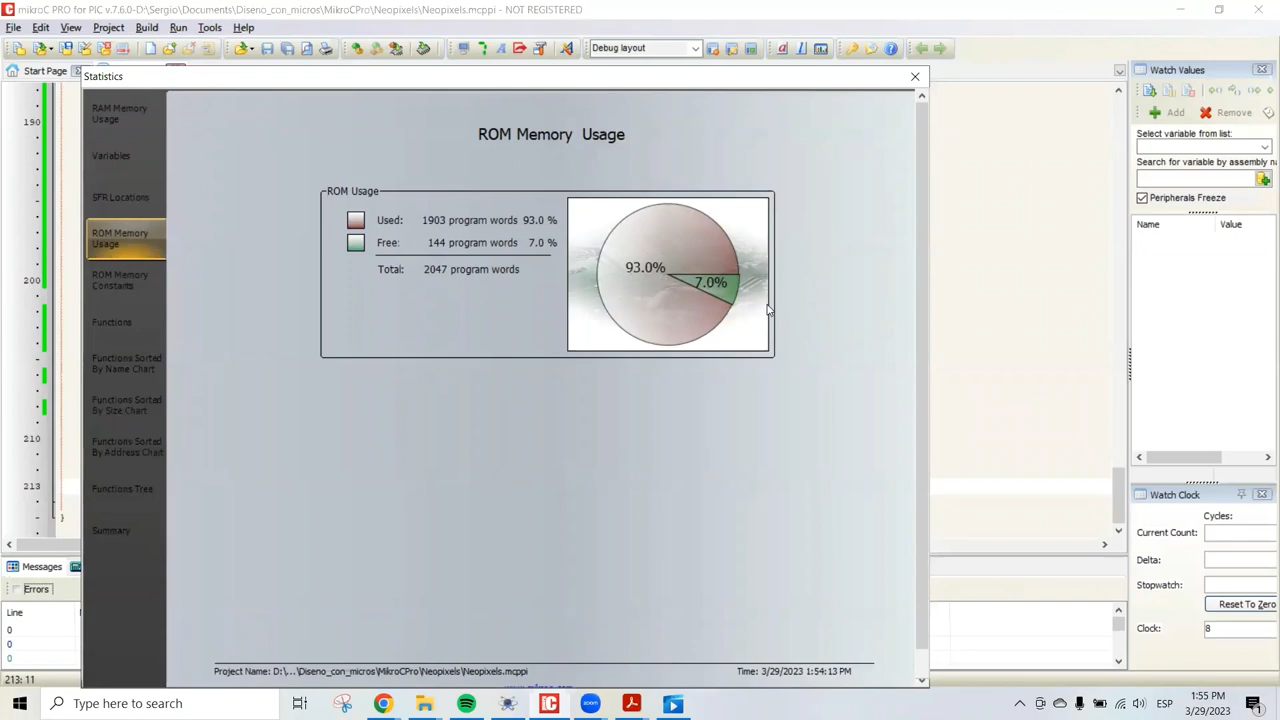 mikroC PRO for PIC v.7.6.0- D:\Sergio\Documents\Diseno_con_micros\MikroCPro\Neopixels\Neopixels.mcppi - NOT REGISTERED
File Edit View Project Build Run Tools Help
Debug layout
Start Page
Statistics
Watch Values
Add Remove
Select variable from list:
Search for variable by assembly na
Peripherals Freeze
Name Value
RAM Memory
Usage
Variables
SFR Locations
ROM Memory
Usage
ROM Memory
Constants
Functions
Functions Sorted
By Name Chart
Functions Sorted
By Size Chart
Functions Sorted
By Address Chart
Functions Tree
Summary
ROM Memory Usage
ROM Usage
Used: 1903 program words 93.0 %
Free: 144 program words 7.0 %
Total: 2047 program words
93.0%
7.0%
190
210
213
}
Watch Clock
Cycles:
Current Count:
Delta:
Stopwatch:
Reset To Zero
Clock: 8
Messages
Errors
Line
0
0
0
Project Name: D:\...\Diseno_con_micros\MikroCPro\Neopixels\Neopixels.mcppi Time: 3/29/2023 1:54:13 PM
213: 11
Type here to search
zoom
ESP
1:55 PM
3/29/2023